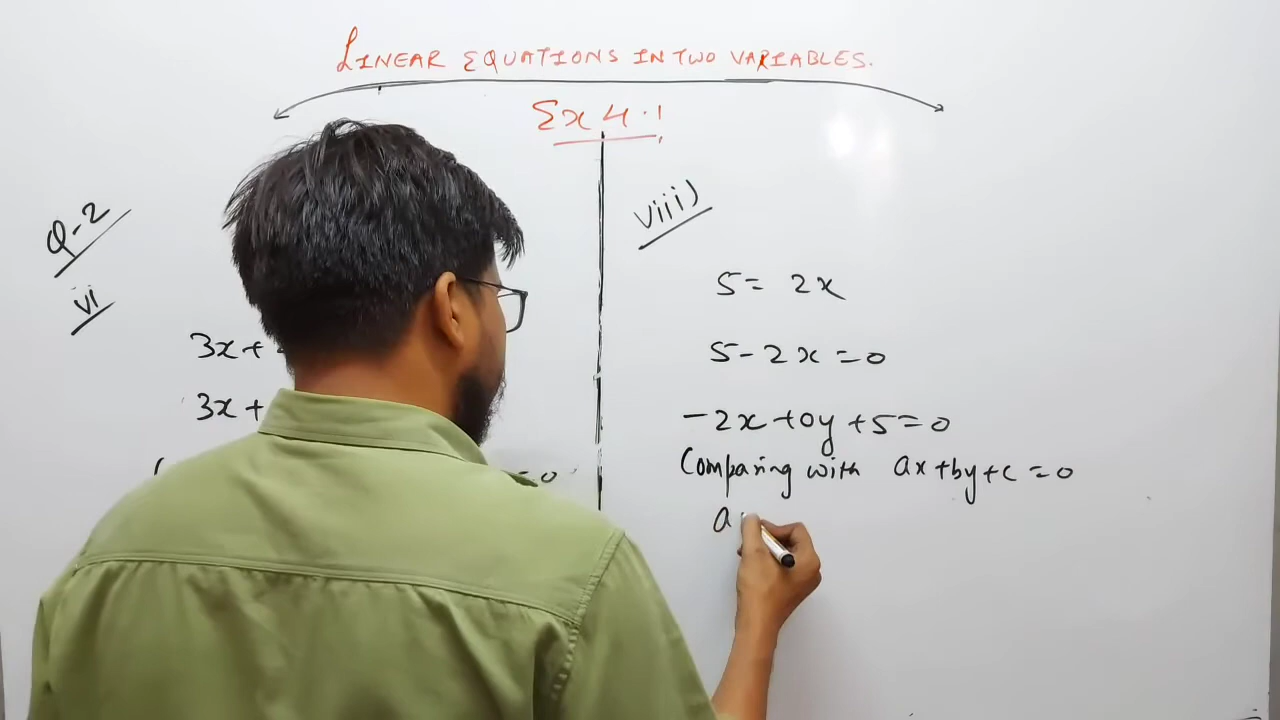 LINEAR EQUATIONS IN TWO VARIABLES.
Ex 4.1
Q-2
vi
3x+
3x+
=0
viii)
5 = 2x
5-2x=0
-2x+0y+5=0
Comparing with ax+by+c=0
a